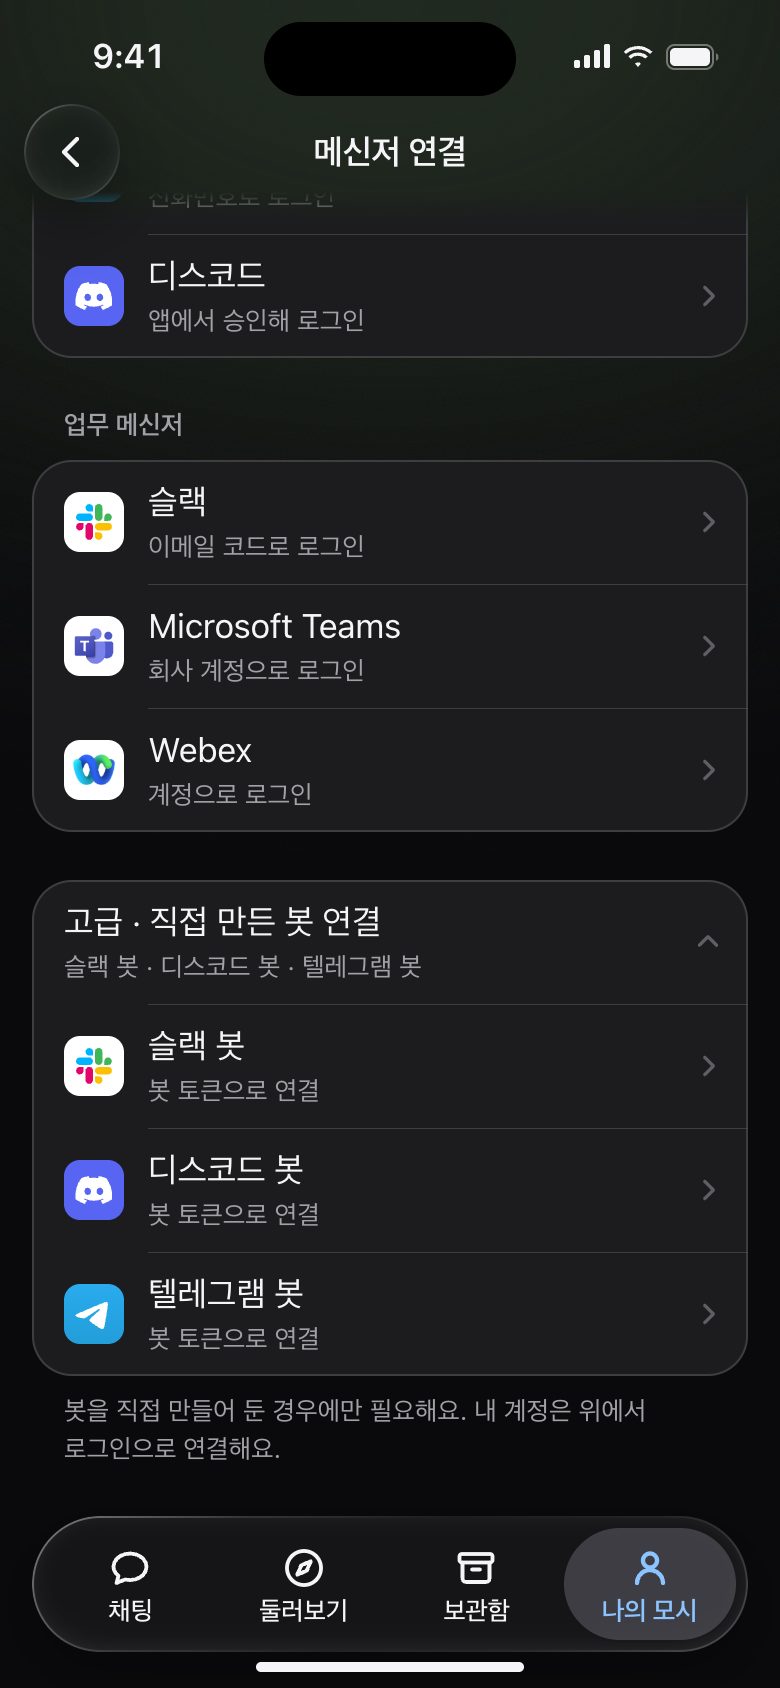 9:41
메신저 연결
전화번호로 로그인
디스코드
앱에서 승인해 로그인
업무 메신저
슬랙
이메일 코드로 로그인
Microsoft Teams
회사 계정으로 로그인
Webex
계정으로 로그인
고급 · 직접 만든 봇 연결
슬랙 봇 · 디스코드 봇 · 텔레그램 봇
슬랙 봇
봇 토큰으로 연결
디스코드 봇
봇 토큰으로 연결
텔레그램 봇
봇 토큰으로 연결
봇을 직접 만들어 둔 경우에만 필요해요. 내 계정은 위에서
로그인으로 연결해요.
채팅
둘러보기
보관함
나의 모시